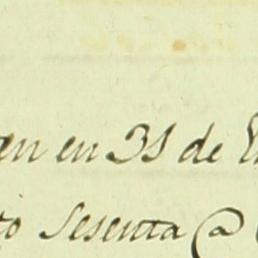 en en 31 de
to Sesenta @